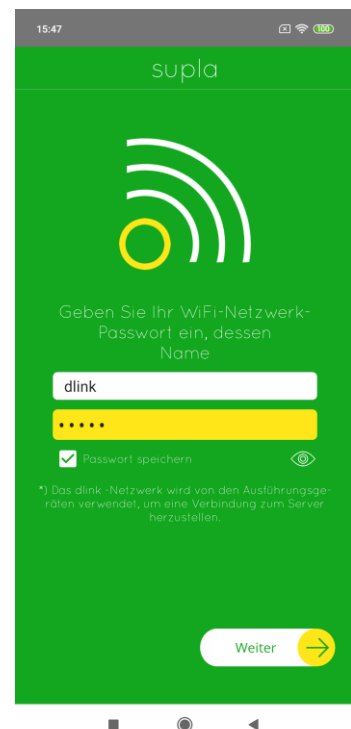 15:47
100
supla
Geben Sie Ihr WiFi-Netzwerk-
Passwort ein, dessen
Name
dlink
•••••
Passwort speichern
*) Das dlink -Netzwerk wird von den Ausführungsge-
räten verwendet, um eine Verbindung zum Server
herzustellen.
Weiter